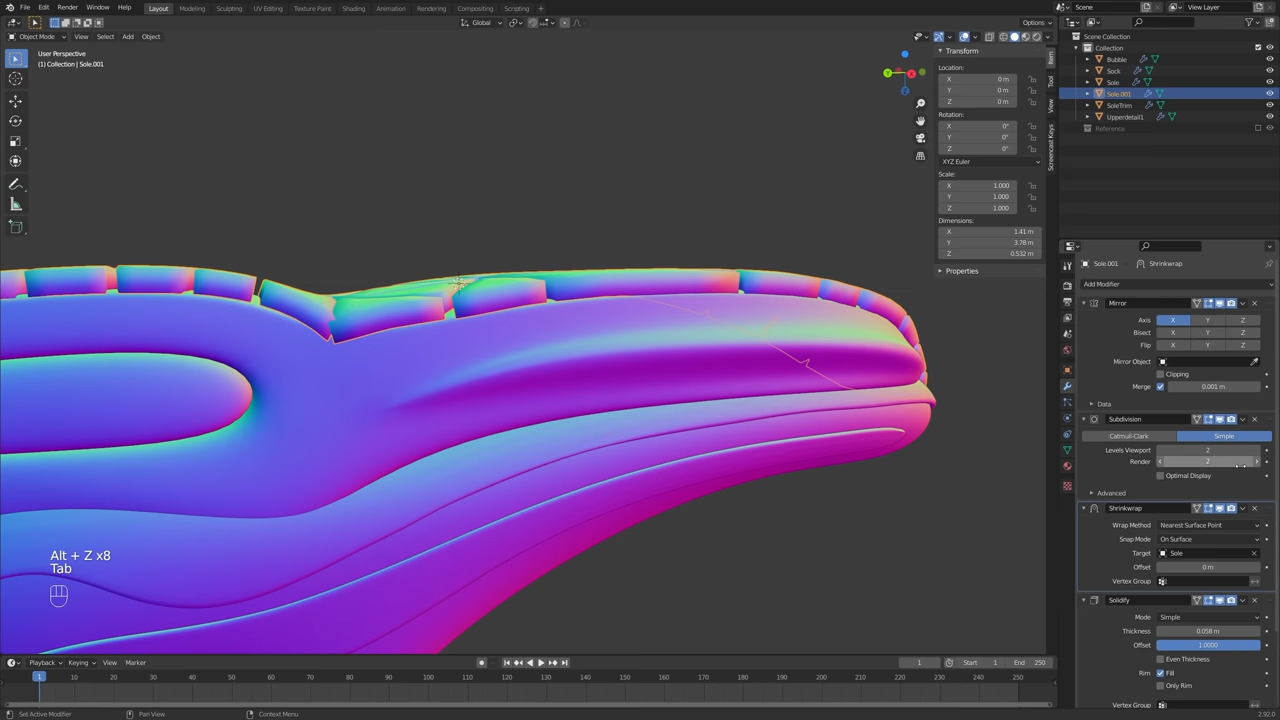 File Edit Render Window Help Layout Modeling Sculpting UV Editing Texture Paint Shading Animation Rendering Compositing Scripting + Scene View Layer
Global Options
Object Mode View Select Add Object
User Perspective
(1) Collection | Sole.001
Transform
Location:
X 0 m
Y 0 m
Z 0 m
Rotation:
X 0°
Y 0°
Z 0°
XYZ Euler
Scale:
X 1.000
Y 1.000
Z 1.000
Dimensions:
X 1.41 m
Y 3.78 m
Z 0.532 m
Properties
Item
Tool
View
Screencast Keys
Y
X
Z
Scene Collection
Collection
Bubble
Sock
Sole
Sole.001
SoleTrim
Upperdetail1
Reference
Sole.001 Shrinkwrap
Add Modifier
Mirror
Axis X Y Z
Bisect X Y Z
Flip X Y Z
Mirror Object
Clipping
Merge 0.001 m
Data
Subdivision
Catmull-Clark Simple
Levels Viewport 2
Render 2
Optimal Display
Advanced
Shrinkwrap
Wrap Method Nearest Surface Point
Snap Mode On Surface
Target Sole
Offset 0 m
Vertex Group
Solidify
Mode Simple
Thickness 0.058 m
Offset 1.0000
Even Thickness
Rim Fill
Only Rim
Vertex Group
Alt + Z x8
Tab
Playback Keying View Marker 1 Start 1 End 250
1 10 20 30 40 50 60 70 80 90 100 110 120 130 140 150 160 170 180 190 200 210 220 230 240 250
Set Active Modifier Pan View Context Menu 2.92.0